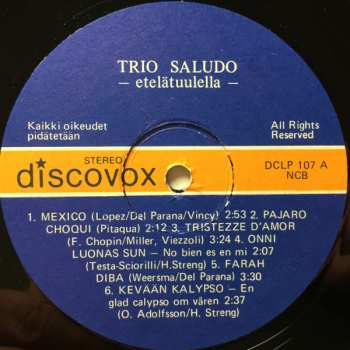 TRIO SALUDO
— etelätuulella —
Kaikki oikeudet
pidätetään
All Rights
Reserved
STEREO
discovox
DCLP 107 A
NCB
1. MEXICO (Lopez/Del Parana/Vincy) 2:53 2. PAJARO
CHOQUI (Pitaqua) 2:12 3. TRISTEZZE D'AMOR
(F. Chopin/Miller, Viezzoli) 3:24 4. ONNI
LUONAS SUN — No bien es en mi 2:07
(Testa-Sciorilli/H.Streng) 5. FARAH
DIBA (Weersma/Del Parana) 3:30
6. KEVÄÄN KALYPSO — En
glad calypso om våren 2:37
(O. Adolfsson/H. Streng)